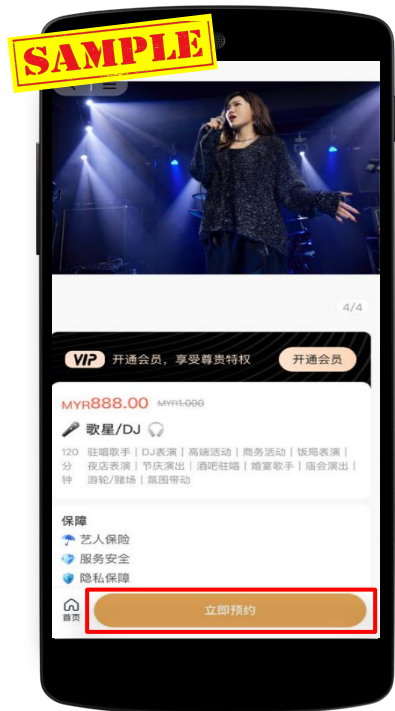 SAMPLE
4/4
VIP 开通会员，享受尊贵特权 开通会员
MYR888.00 MYR1,000
歌星/DJ
120分钟 驻唱歌手｜DJ表演｜高端活动｜商务活动｜饭局表演｜
夜店表演｜节庆演出｜酒吧驻唱｜婚宴歌手｜庙会演出｜
游轮/赌场｜氛围带动
保障
艺人保险
服务安全
隐私保障
首页 立即预约